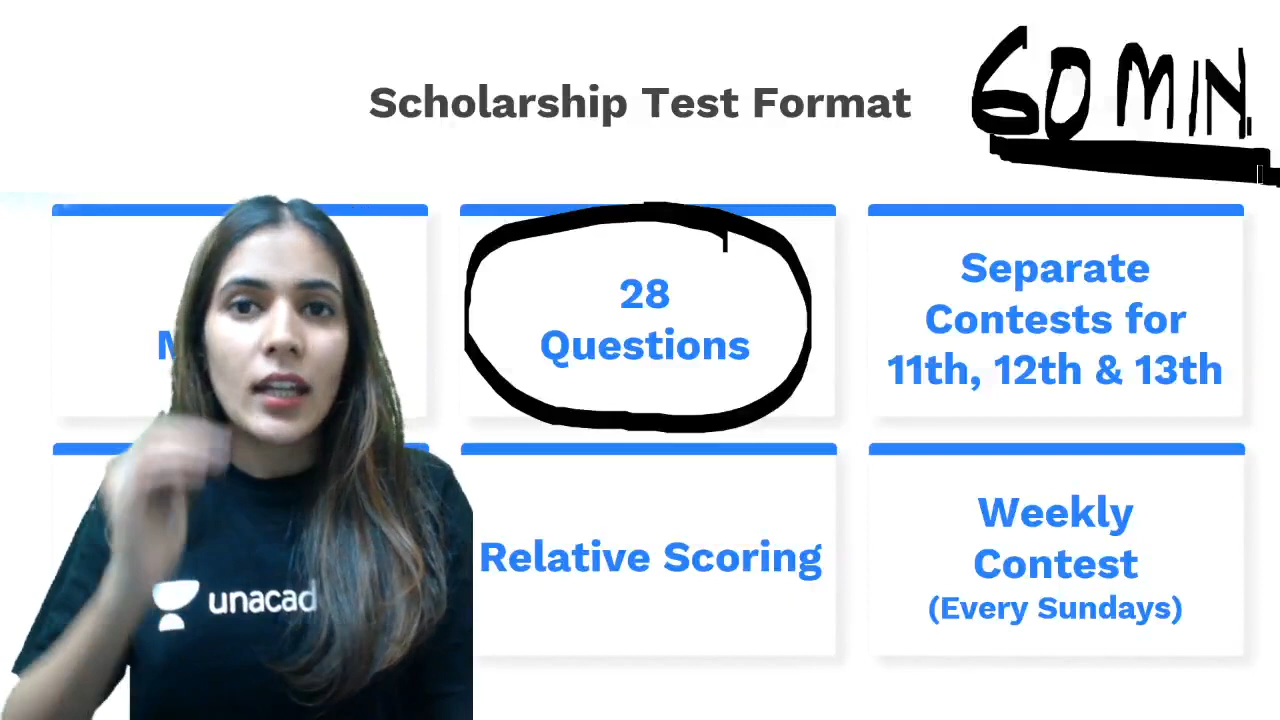 Scholarship Test Format
60 MIN.
28
Questions
Separate
Contests for
11th, 12th & 13th
Relative Scoring
Weekly
Contest
(Every Sundays)
unacad